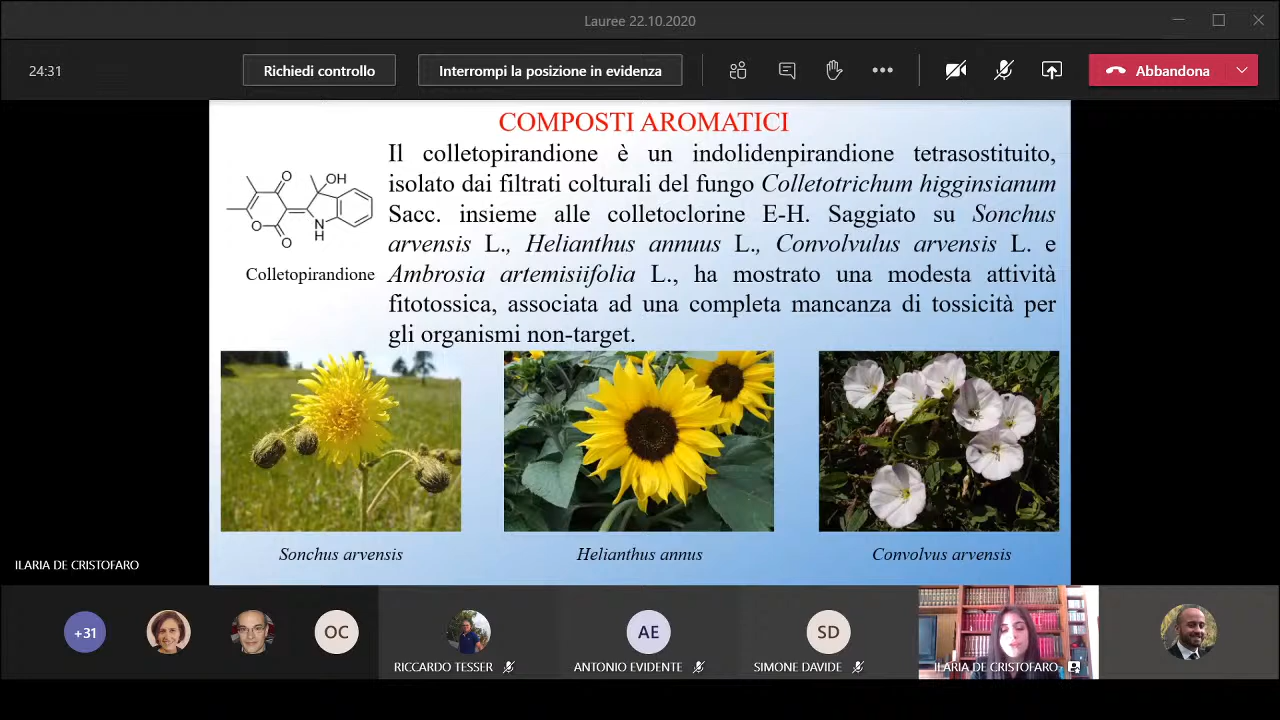 Lauree 22.10.2020
24:31
Richiedi controllo
Interrompi la posizione in evidenza
Abbandona
COMPOSTI AROMATICI
Il colletopirandione è un indolidenpirandione tetrasostituito,
isolato dai filtrati colturali del fungo Colletotrichum higginsianum
Sacc. insieme alle colletoclorine E-H. Saggiato su Sonchus
arvensis L., Helianthus annuus L., Convolvulus arvensis L. e
Ambrosia artemisiifolia L., ha mostrato una modesta attività
fitotossica, associata ad una completa mancanza di tossicità per
gli organismi non-target.
O
OH
O
O
N
H
Colletopirandione
Sonchus arvensis
Helianthus annus
Convolvus arvensis
ILARIA DE CRISTOFARO
+31
OC
RICCARDO TESSER
AE
ANTONIO EVIDENTE
SD
SIMONE DAVIDE
ILARIA DE CRISTOFARO